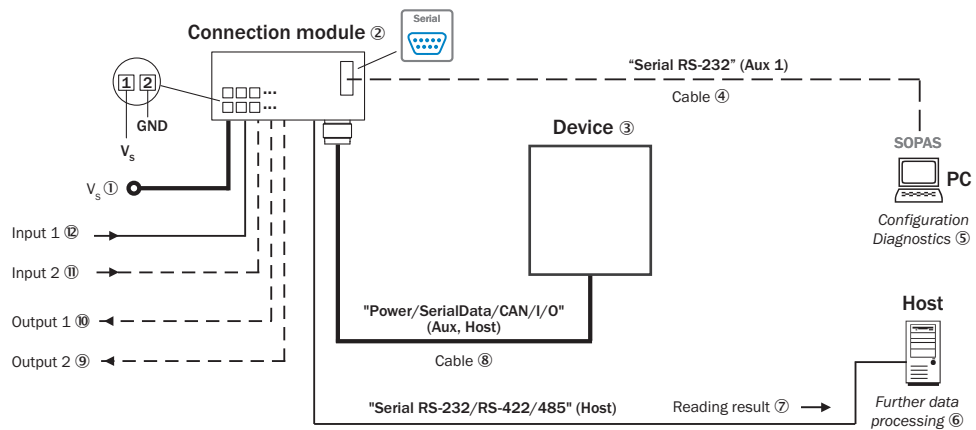 Serial
Connection module ②
"Serial RS-232" (Aux 1)
Cable ④
1 2
GND
Vs
Device ③
SOPAS
PC
Configuration
Diagnostics ⑤
Vs ①
Input 1 ⑫
Input 2 ⑪
Output 1 ⑩
Output 2 ⑨
"Power/SerialData/CAN/I/O"
(Aux, Host)
Cable ⑧
Host
"Serial RS-232/RS-422/485" (Host)
Reading result ⑦
Further data
processing ⑥